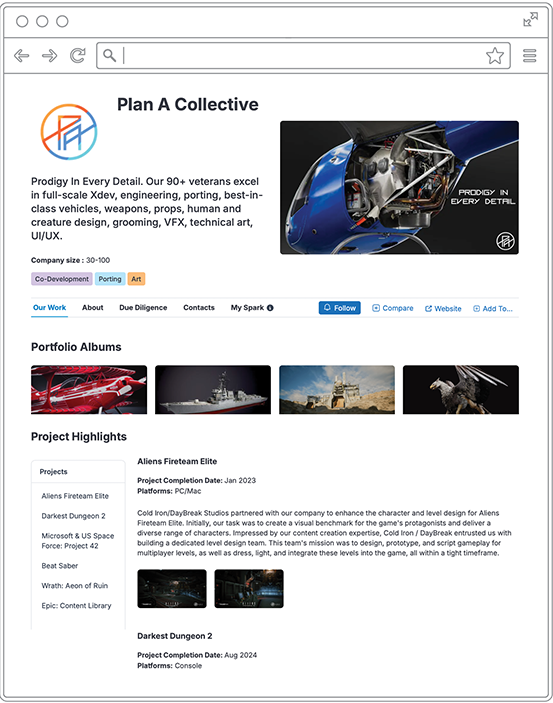 Plan A Collective
Prodigy In Every Detail. Our 90+ veterans excel
in full-scale Xdev, engineering, porting, best-in-
class vehicles, weapons, props, human and
creature design, grooming, VFX, technical art,
UI/UX.
PRODIGY IN
EVERY DETAIL
Company size : 30-100
Co-Development Porting Art
Our Work About Due Diligence Contacts My Spark Follow Compare Website Add To...
Portfolio Albums
Project Highlights
Projects
Aliens Fireteam Elite
Darkest Dungeon 2
Microsoft & US Space
Force: Project 42
Beat Saber
Wrath: Aeon of Ruin
Epic: Content Library
Aliens Fireteam Elite
Project Completion Date: Jan 2023
Platforms: PC/Mac
Cold Iron/DayBreak Studios partnered with our company to enhance the character and level design for Aliens
Fireteam Elite. Initially, our task was to create a visual benchmark for the game's protagonists and deliver a
diverse range of characters. Impressed by our content creation expertise, Cold Iron / DayBreak entrusted us with
building a dedicated level design team. This team's mission was to design, prototype, and script gameplay for
multiplayer levels, as well as dress, light, and integrate these levels into the game, all within a tight timeframe.
Darkest Dungeon 2
Project Completion Date: Aug 2024
Platforms: Console